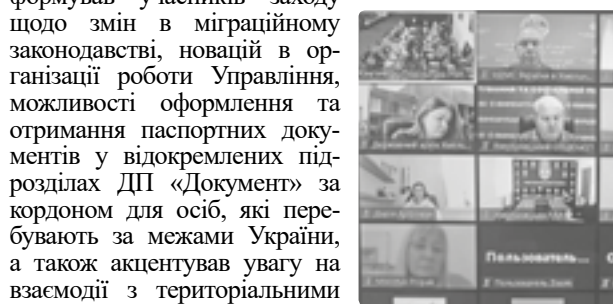 формував учасників заходу
щодо змін в міграційному
законодавстві, новацій в ор-
ганізації роботи Управління,
можливості оформлення та
отримання паспортних доку-
ментів у відокремлених під-
розділах ДП «Документ» за
кордоном для осіб, які пере-
бувають за межами України,
а також акцентував увагу на
взаємодії з територіальними
Пользователь...